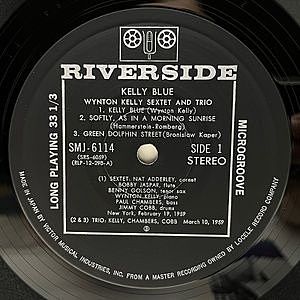 RIVERSIDE
KELLY BLUE
WYNTON KELLY SEXTET AND TRIO
1. KELLY BLUE (Wynton Kelly)
2. SOFTLY, AS IN A MORNING SUNRISE
(Hammerstein-Romberg)
3. GREEN DOLPHIN STREET (Bronislav Kaper)
SMJ-6114
SIDE 1
(SRS-6059)
(RLP-12-298-A)
STEREO
(1) SEXTET: NAT ADDERLEY, cornet
BOBBY JASPAR, flute
BENNY GOLSON, tenor sax
WYNTON KELLY, piano
PAUL CHAMBERS, bass
JIMMY COBB, drums
New York, February 19, 1959
(2 & 3) TRIO: KELLY, CHAMBERS, COBB March 10, 1959
LONG PLAYING 33 1/3
MICROGROOVE
MADE IN JAPAN BY VICTOR MUSICAL INDUSTRIES, INC. FROM A MASTER RECORDING OWNED BY